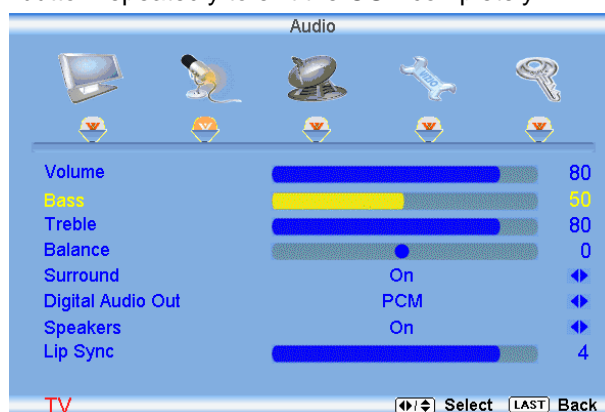 Audio
Volume 80
Bass 50
Treble 80
Balance 0
Surround On
Digital Audio Out PCM
Speakers On
Lip Sync 4
TV Select LAST Back